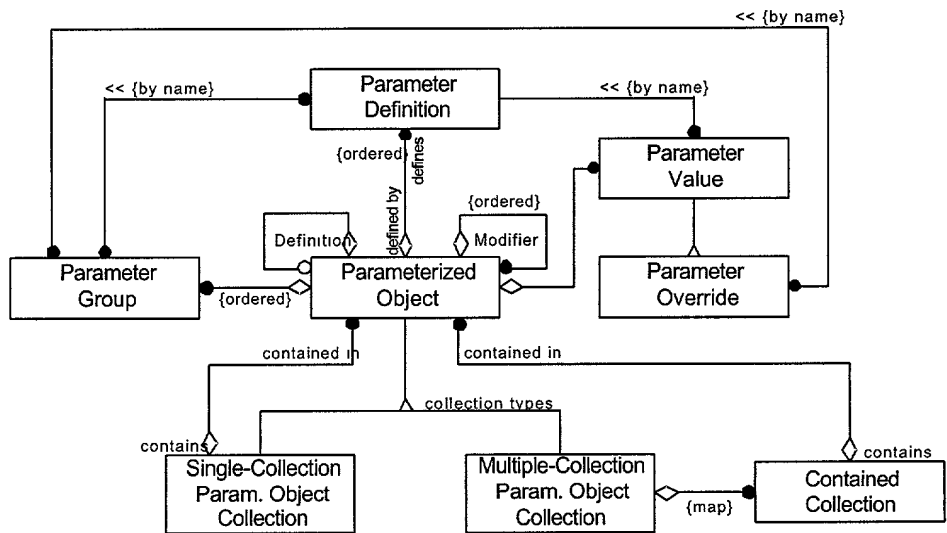 << {by name}
Parameter
Definition
<< {by name}
<< {by name}
Parameter
Value
{ordered}
defines
defined by
{ordered}
Definition
Modifier
Parameter
Group
{ordered}
Parameterized
Object
Parameter
Override
contained in
contained in
collection types
contains
contains
Single-Collection
Param. Object
Collection
Multiple-Collection
Param. Object
Collection
{map}
Contained
Collection